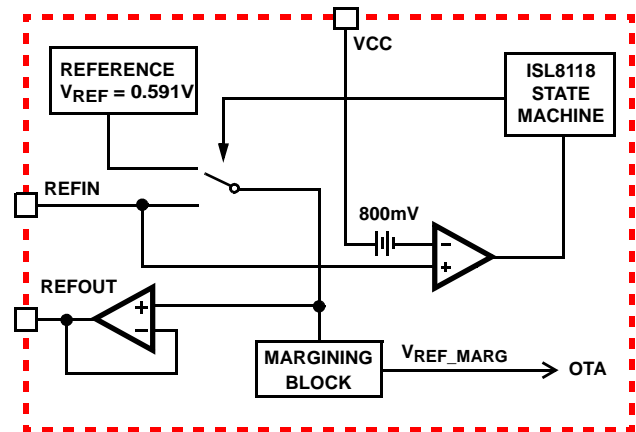 VCC
REFERENCE
VREF = 0.591V
ISL8118
STATE
MACHINE
REFIN
800mV
−
+
REFOUT
+
−
MARGINING
BLOCK
VREF_MARG
OTA